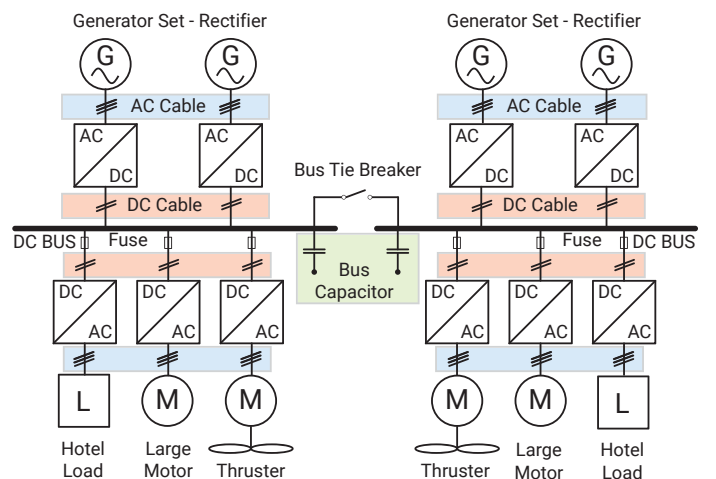 Generator Set - Rectifier
Generator Set - Rectifier
G
G
G
G
AC Cable
AC Cable
AC
DC
AC
DC
AC
DC
AC
DC
Bus Tie Breaker
DC Cable
DC Cable
DC BUS
Fuse
Fuse
DC BUS
Bus
Capacitor
DC
AC
DC
AC
DC
AC
DC
AC
DC
AC
DC
AC
L
M
M
M
M
L
Hotel
Load
Large
Motor
Thruster
Thruster
Large
Motor
Hotel
Load